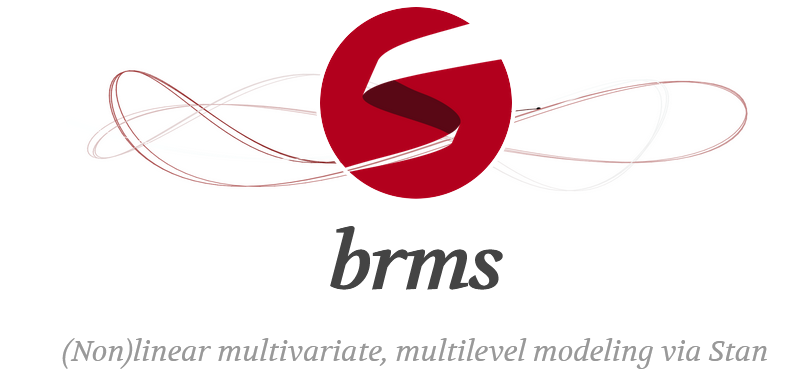 brms
(Non)linear multivariate, multilevel modeling via Stan